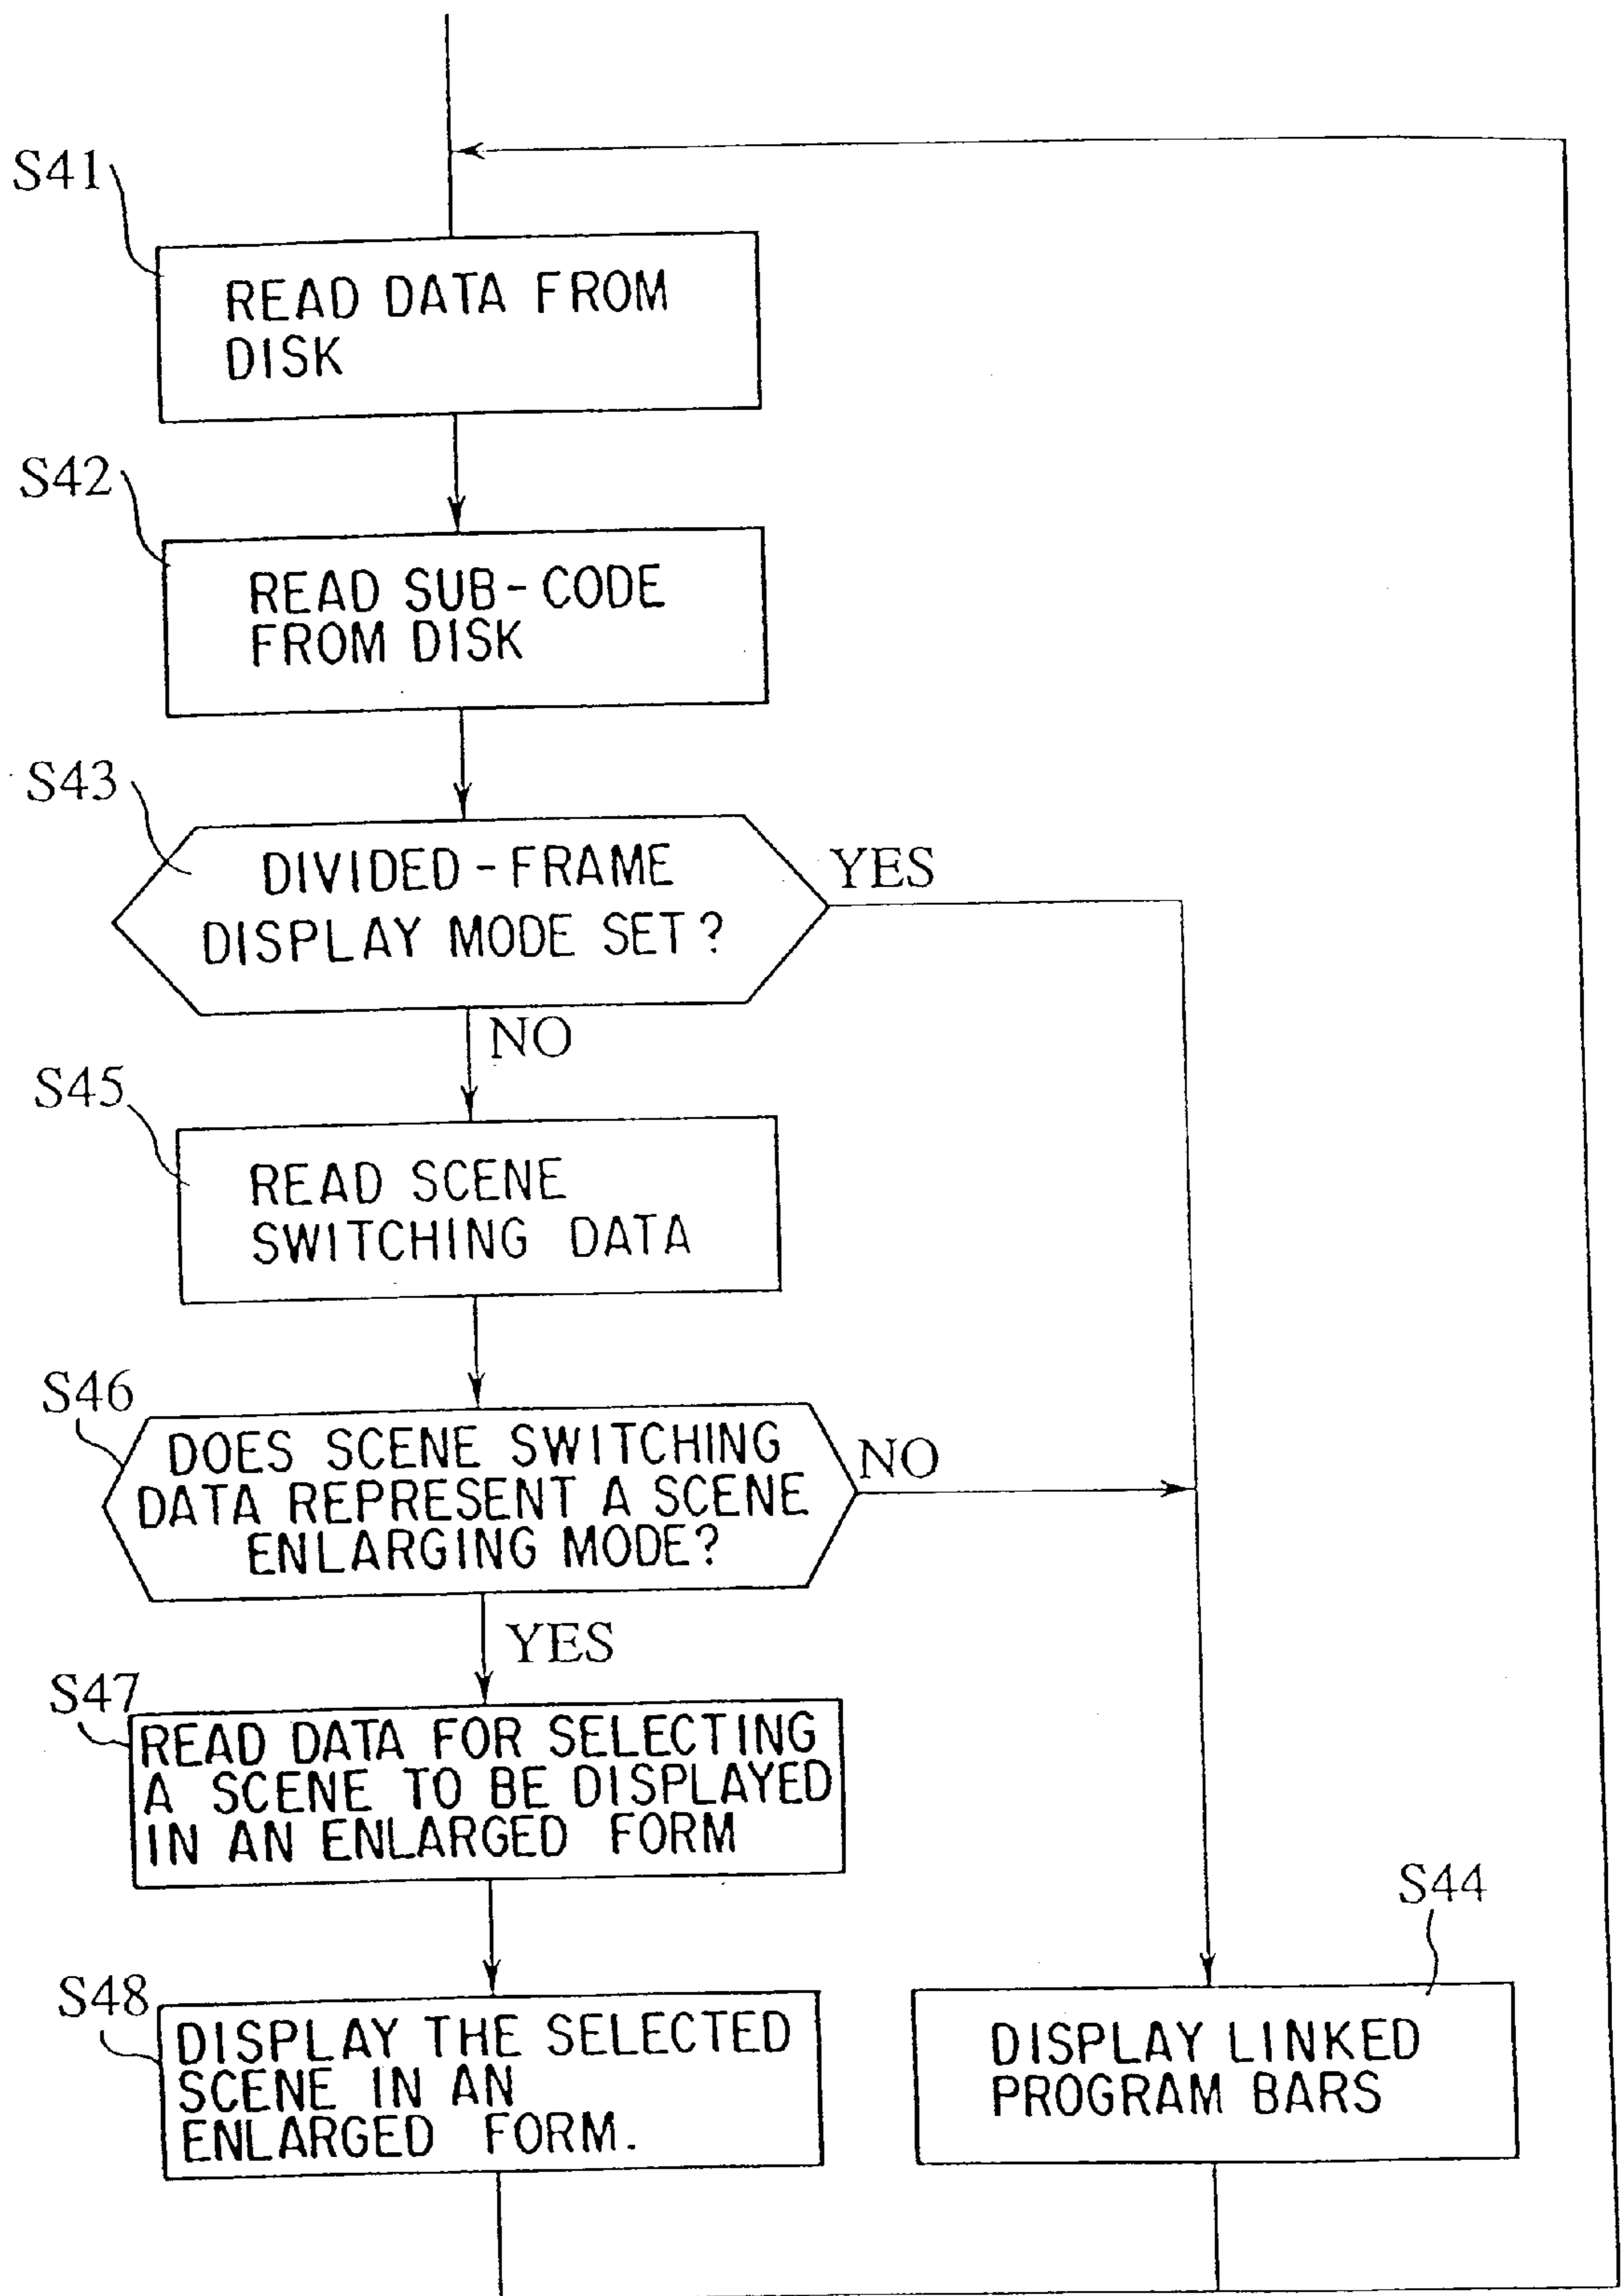 S41
READ DATA FROM
DISK
S42
READ SUB-CODE
FROM DISK
S43
DIVIDED-FRAME
DISPLAY MODE SET?
YES
NO
S45
READ SCENE
SWITCHING DATA
S46
DOES SCENE SWITCHING
DATA REPRESENT A SCENE
ENLARGING MODE?
NO
YES
S47
READ DATA FOR SELECTING
A SCENE TO BE DISPLAYED
IN AN ENLARGED FORM
S44
S48
DISPLAY THE SELECTED
SCENE IN AN
ENLARGED FORM.
DISPLAY LINKED
PROGRAM BARS